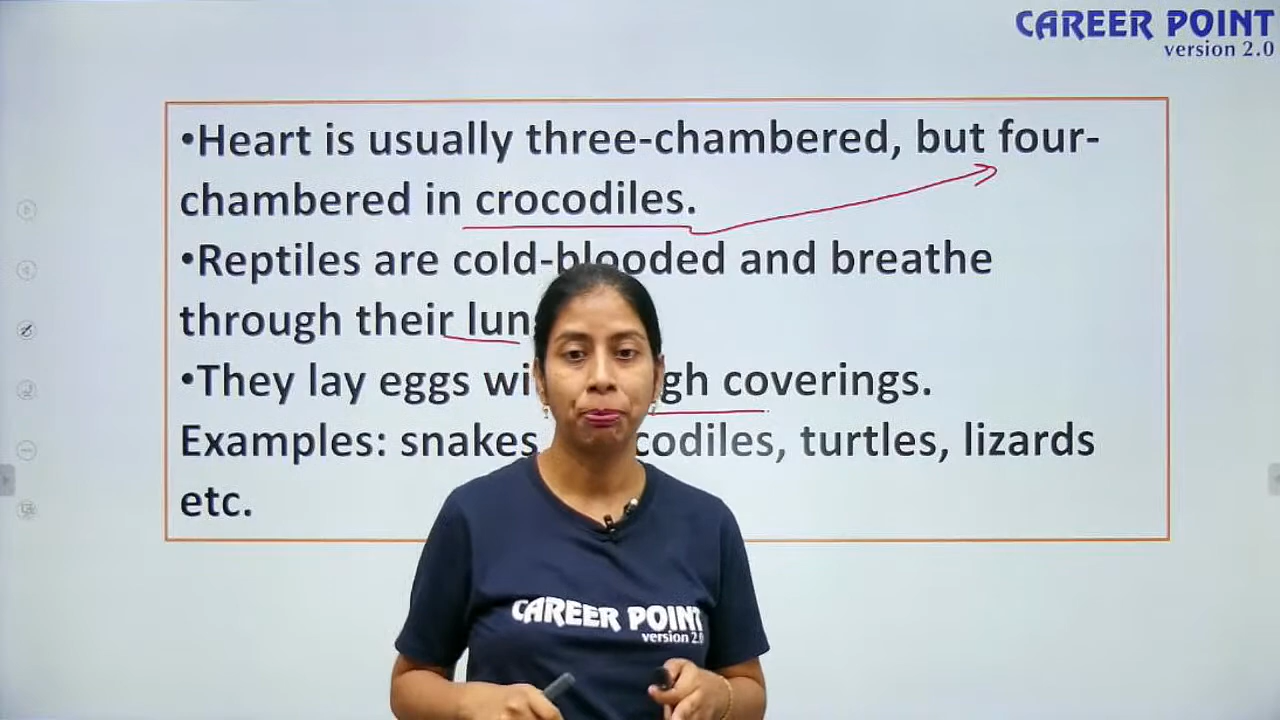 CAREER POINT
version 2.0
•Heart is usually three-chambered, but four-
chambered in crocodiles.
•Reptiles are cold-blooded and breathe
through their
•They lay eggs coverings.
Examples: snakes, turtles, lizards
etc.
CAREER POINT
version 2.0